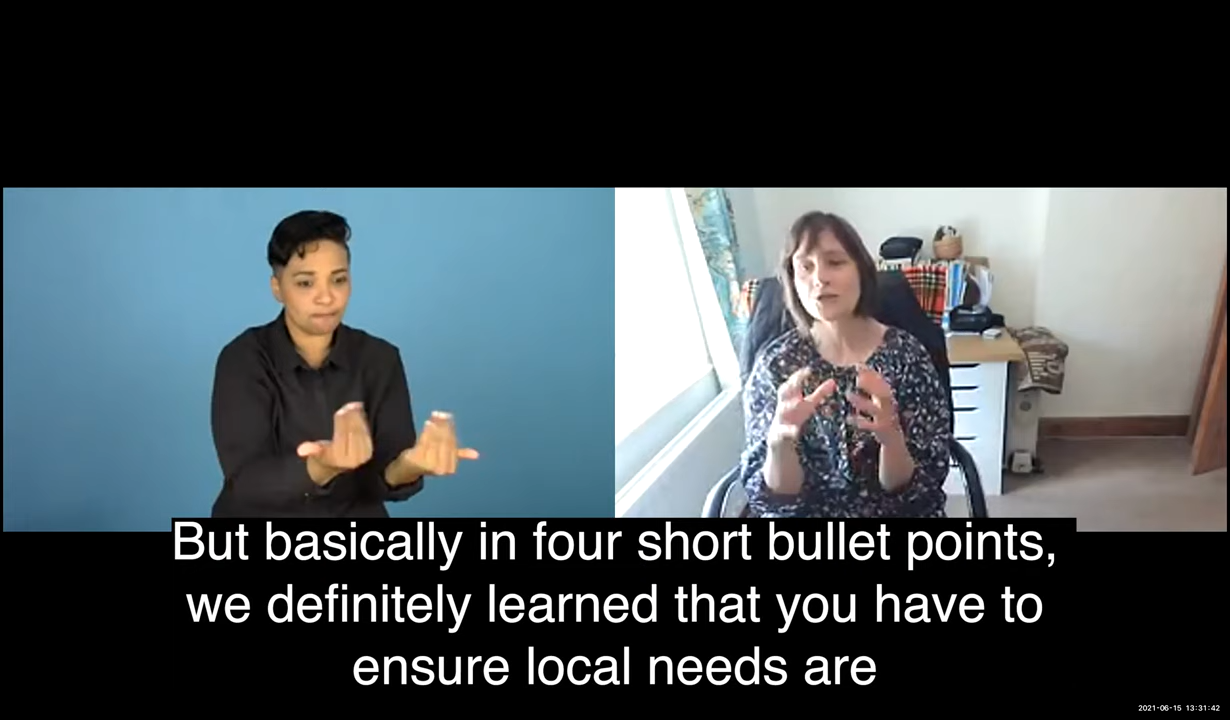 But basically in four short bullet points,
we definitely learned that you have to
ensure local needs are
2021-06-15 13:31:42